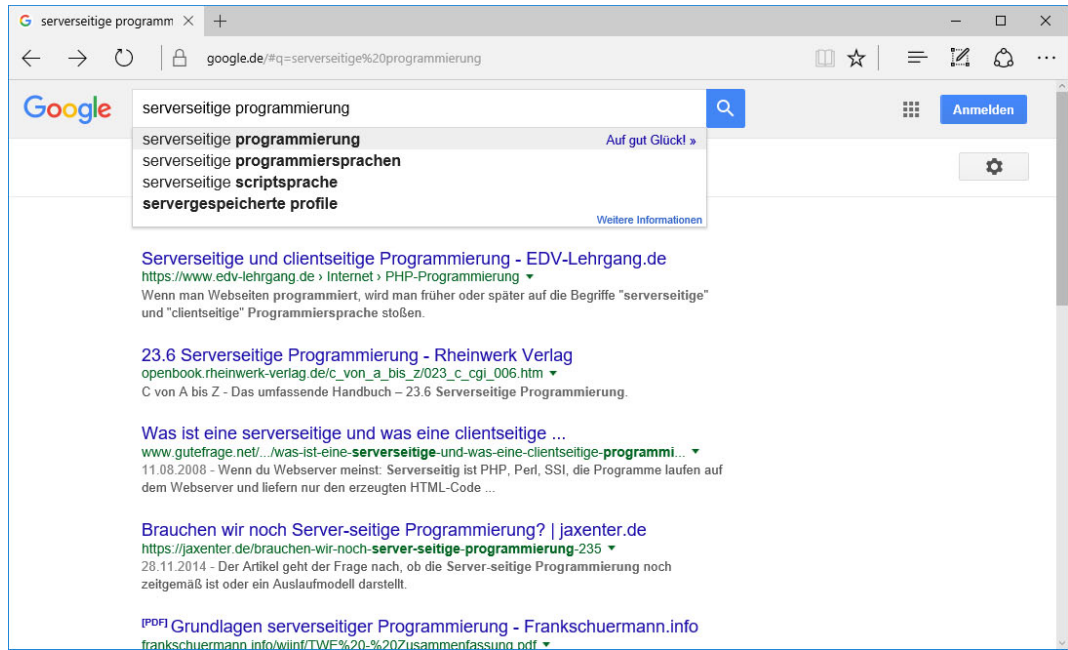 serverseitige programm
google.de/#q=serverseitige%20programmierung
Google
serverseitige programmierung
Anmelden
serverseitige programmierung Auf gut Glück! »
serverseitige programmiersprachen
serverseitige scriptsprache
servergespeicherte profile
Weitere Informationen
Serverseitige und clientseitige Programmierung - EDV-Lehrgang.de
https://www.edv-lehrgang.de › Internet › PHP-Programmierung
Wenn man Webseiten programmiert, wird man früher oder später auf die Begriffe "serverseitige"
und "clientseitige" Programmiersprache stoßen.
23.6 Serverseitige Programmierung - Rheinwerk Verlag
openbook.rheinwerk-verlag.de/c_von_a_bis_z/023_c_cgi_006.htm
C von A bis Z - Das umfassende Handbuch – 23.6 Serverseitige Programmierung.
Was ist eine serverseitige und was eine clientseitige ...
www.gutefrage.net/.../was-ist-eine-serverseitige-und-was-eine-clientseitige-programmi...
11.08.2008 - Wenn du Webserver meinst: Serverseitig ist PHP, Perl, SSI, die Programme laufen auf
dem Webserver und liefern nur den erzeugten HTML-Code ...
Brauchen wir noch Server-seitige Programmierung? | jaxenter.de
https://jaxenter.de/brauchen-wir-noch-server-seitige-programmierung-235
28.11.2014 - Der Artikel geht der Frage nach, ob die Server-seitige Programmierung noch
zeitgemäß ist oder ein Auslaufmodell darstellt.
[PDF] Grundlagen serverseitiger Programmierung - Frankschuermann.info
frankschuermann.info/wiinf/TWE%20-%20Zusammenfassung.pdf